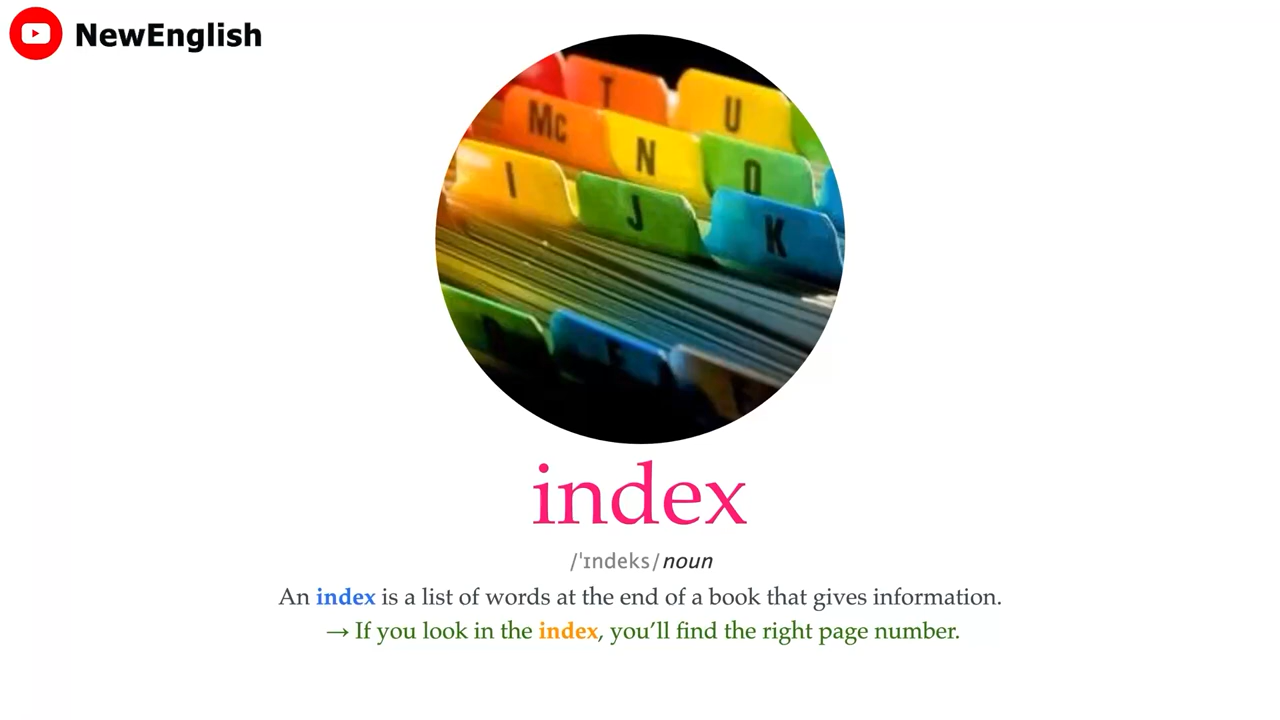 NewEnglish
T U
Mc N O
I J K
index
/ˈɪndeks/ noun
An index is a list of words at the end of a book that gives information.
→ If you look in the index, you’ll find the right page number.